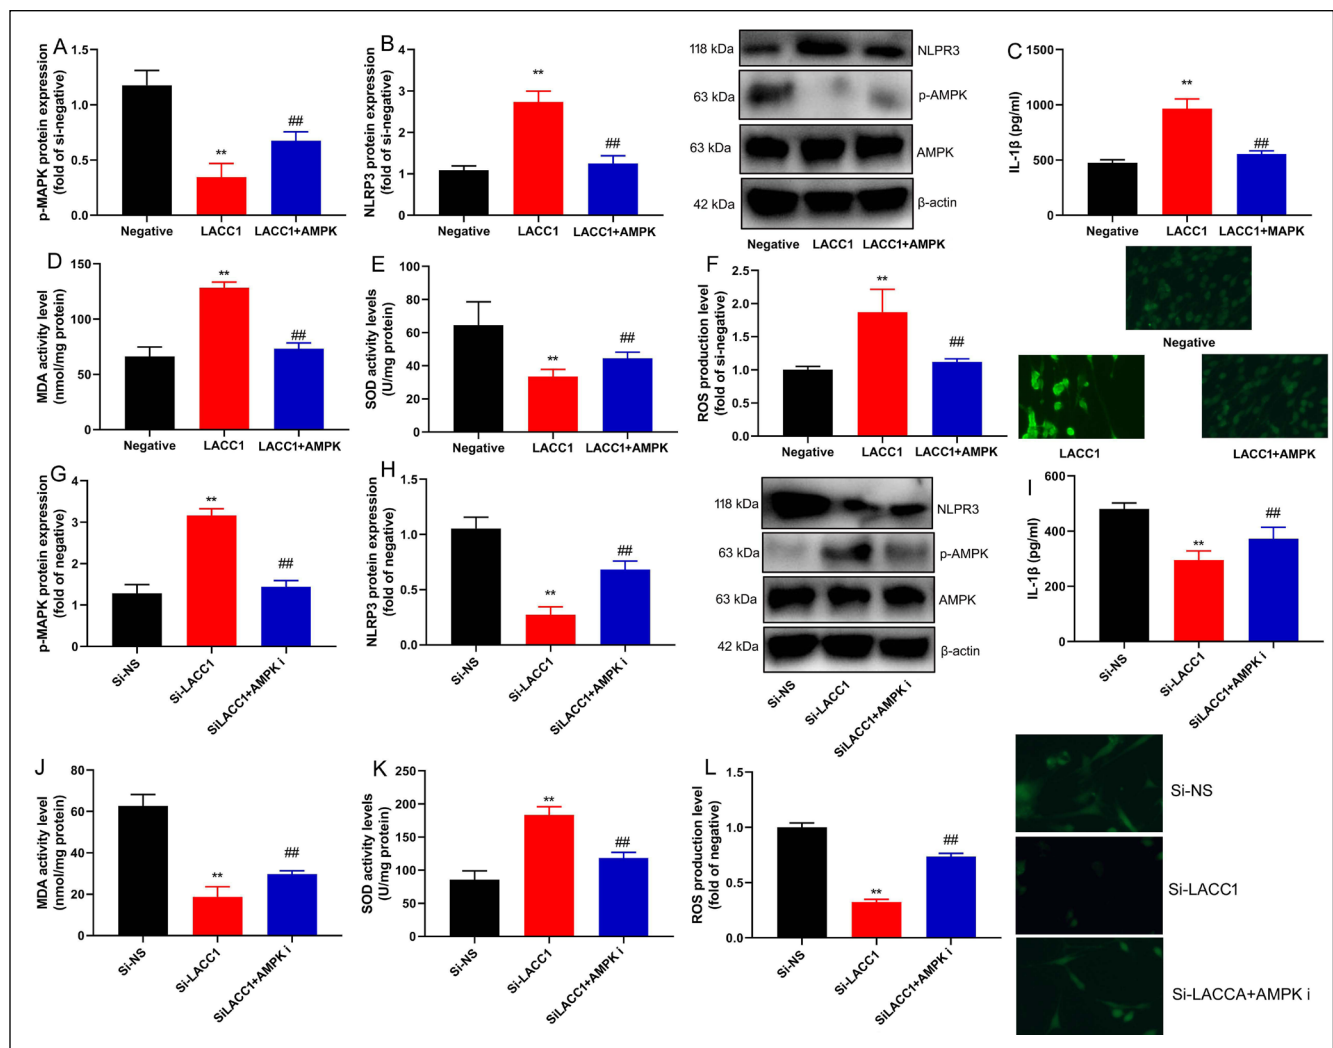 A
p-MAPK protein expression
(fold of si-negative)
1.5
1.0
0.5
0.0
**
##
Negative
LACC1
LACC1+AMPK
B
NLRP3 protein expression
(fold of si-negative)
4
3
2
1
0
**
##
Negative
LACC1
LACC1+AMPK
118 kDa
NLPR3
63 kDa
p-AMPK
63 kDa
AMPK
42 kDa
β-actin
Negative
LACC1
LACC1+AMPK
C
IL-1β (pg/ml)
1500
1000
500
0
**
##
Negative
LACC1
LACC1+MAPK
D
MDA activity level
(nmol/mg protein)
150
100
50
0
**
##
Negative
LACC1
LACC1+AMPK
E
SOD activity levels
(U/mg protein)
100
80
60
40
20
0
**
##
Negative
LACC1
LACC1+AMPK
F
ROS production level
(fold of si-negative)
2.5
2.0
1.5
1.0
0.5
0.0
**
##
Negative
LACC1
LACC1+AMPK
Negative
LACC1
LACC1+AMPK
G
p-MAPK protein expression
(fold of negative)
4
3
2
1
0
**
##
Si-NS
Si-LACC1
SiLACC1+AMPK i
H
NLRP3 protein expression
(fold of negative)
1.5
1.0
0.5
0.0
**
##
Si-NS
Si-LACC1
SiLACC1+AMPK i
118 kDa
NLPR3
63 kDa
p-AMPK
63 kDa
AMPK
42 kDa
β-actin
Si-NS
Si-LACC1
SiLACC1+AMPK i
I
IL-1β (pg/ml)
600
400
200
0
**
##
Si-NS
Si-LACC1
SiLACC1+AMPK i
J
MDA activity level
(nmol/mg protein)
80
60
40
20
0
**
##
Si-NS
Si-LACC1
SiLACC1+AMPK i
K
SOD activity levels
(U/mg protein)
250
200
150
100
50
0
**
##
Si-NS
Si-LACC1
SiLACC1+AMPK i
L
ROS production level
(fold of negative)
1.5
1.0
0.5
0.0
**
##
Si-NS
Si-LACC1
SiLACC1+AMPK i
Si-NS
Si-LACC1
Si-LACCA+AMPK i